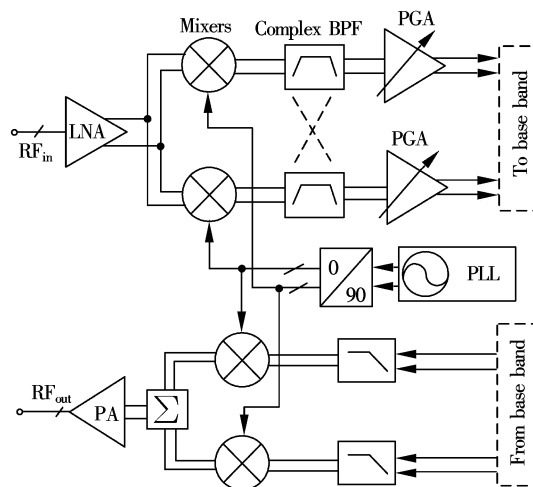 Mixers
Complex BPF
PGA
LNA
RFin
PGA
To base band
0
90
PLL
RFout
PA
Σ
From base band